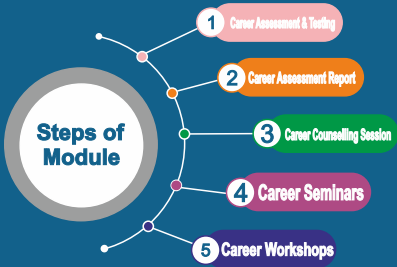 Steps of
Module
1 Career Assessment & Testing
2 Career Assessment Report
3 Career Counselling Session
4 Career Seminars
5 Career Workshops